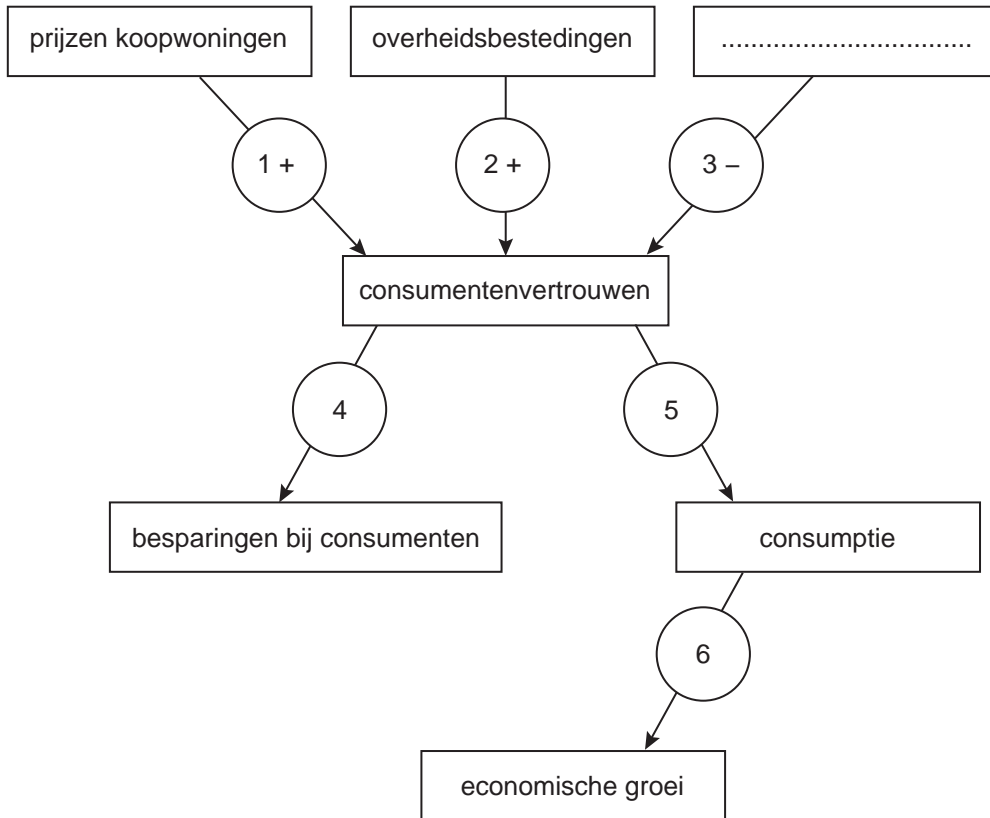 prijzen koopwoningen
overheidsbestedingen
..................................
1 +
2 +
3 –
consumentenvertrouwen
4
5
besparingen bij consumenten
consumptie
6
economische groei